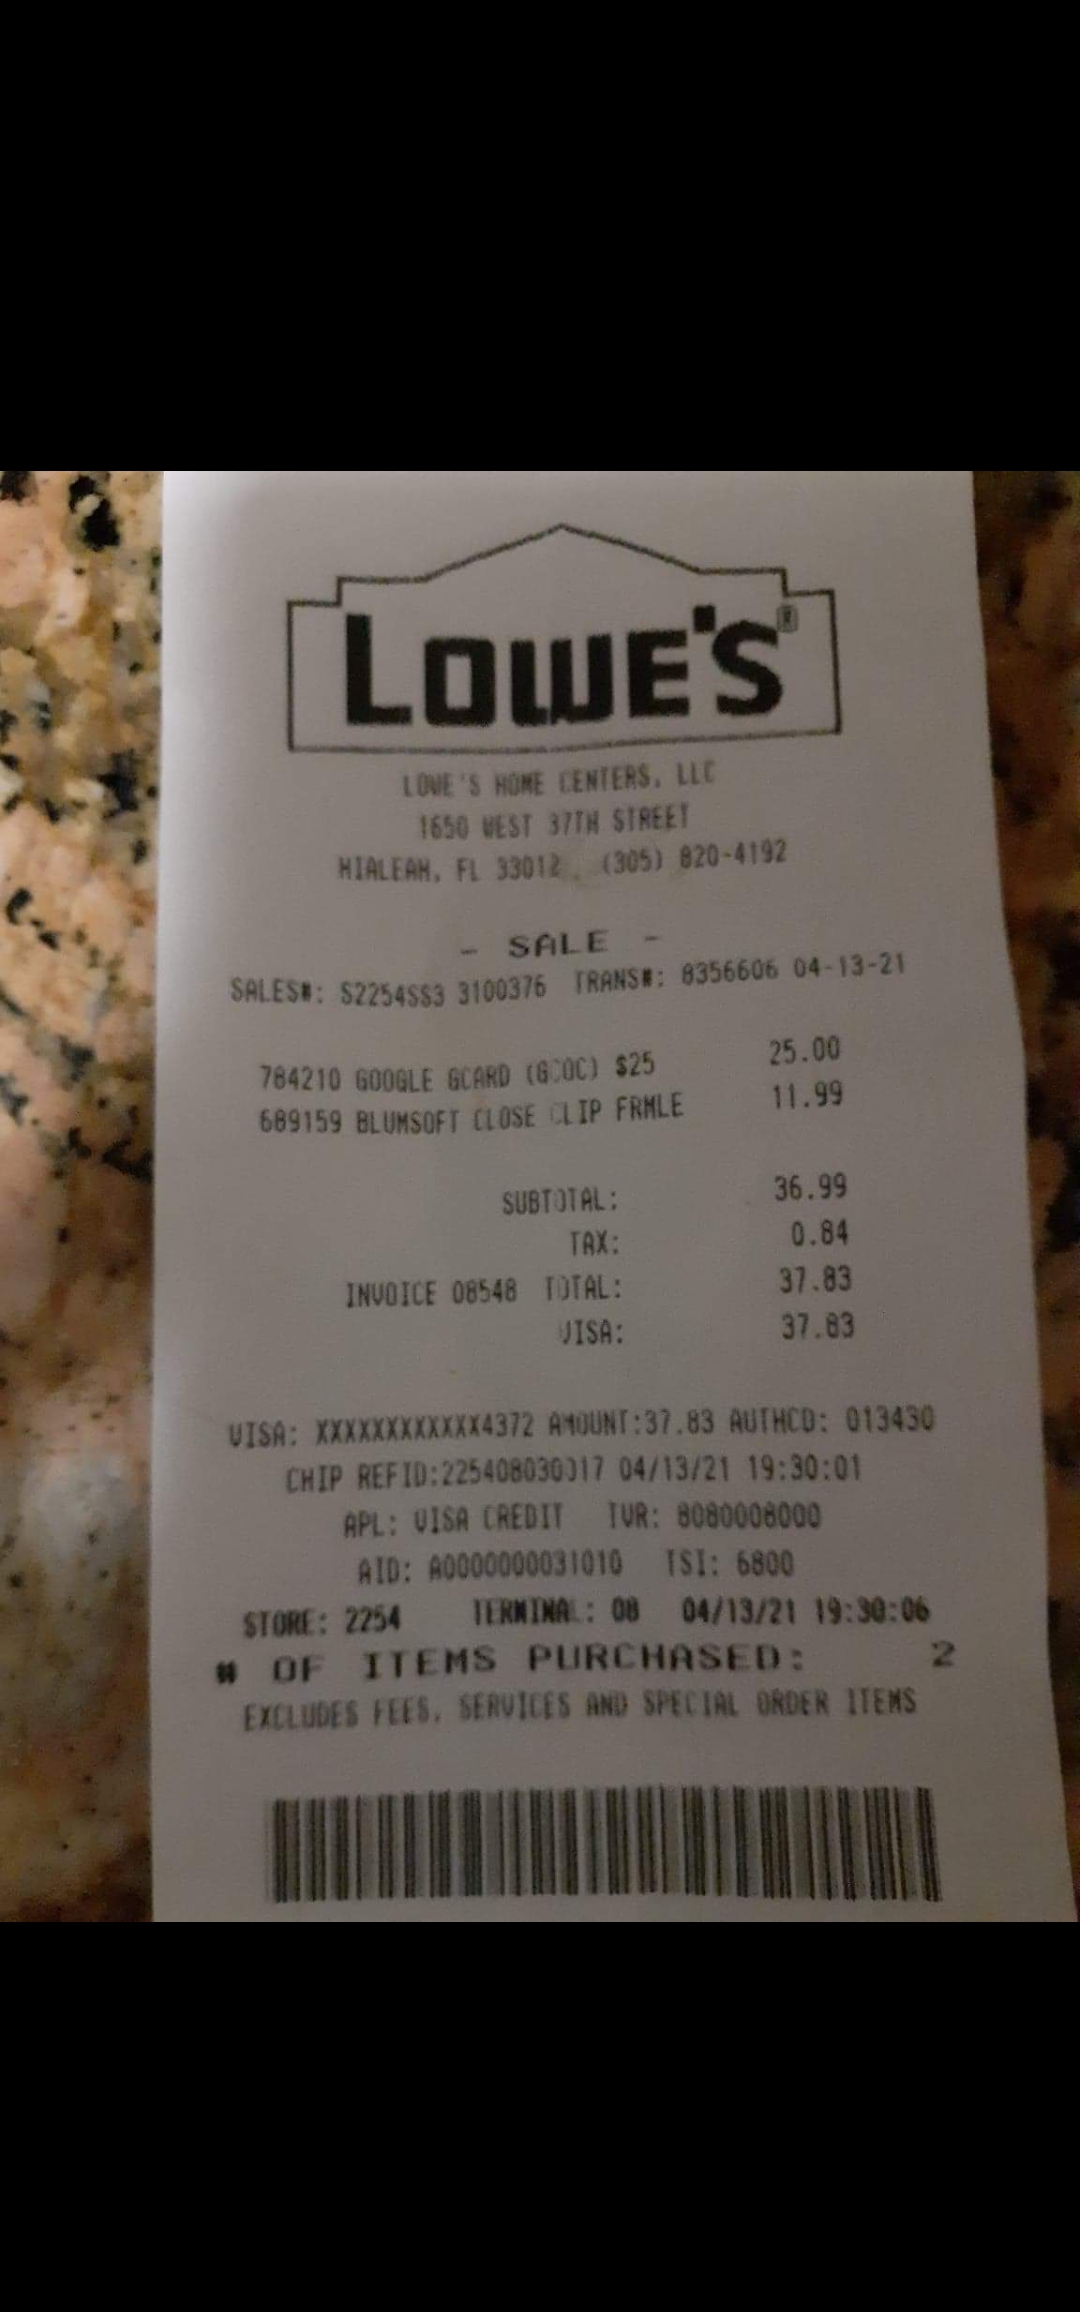 LOWE'S®
LOWE'S HOME CENTERS, LLC
1650 WEST 37TH STREET
HIALEAH, FL 33012 (305) 820-4192
- SALE -
SALES#: S2254SS3 3100376 TRANS#: 8356606 04-13-21
784210 GOOGLE GCARD (GCOC) $25 25.00
689159 BLUMSOFT CLOSE CLIP FRMLE 11.99
SUBTOTAL: 36.99
TAX: 0.84
INVOICE 08548 TOTAL: 37.83
VISA: 37.83
VISA: XXXXXXXXXXXX4372 AMOUNT:37.83 AUTHCD: 013430
CHIP REFID:225408030017 04/13/21 19:30:01
APL: VISA CREDIT TVR: 8080008000
AID: A0000000031010 TSI: 6800
STORE: 2254 TERMINAL: 08 04/13/21 19:30:06
# OF ITEMS PURCHASED: 2
EXCLUDES FEES, SERVICES AND SPECIAL ORDER ITEMS